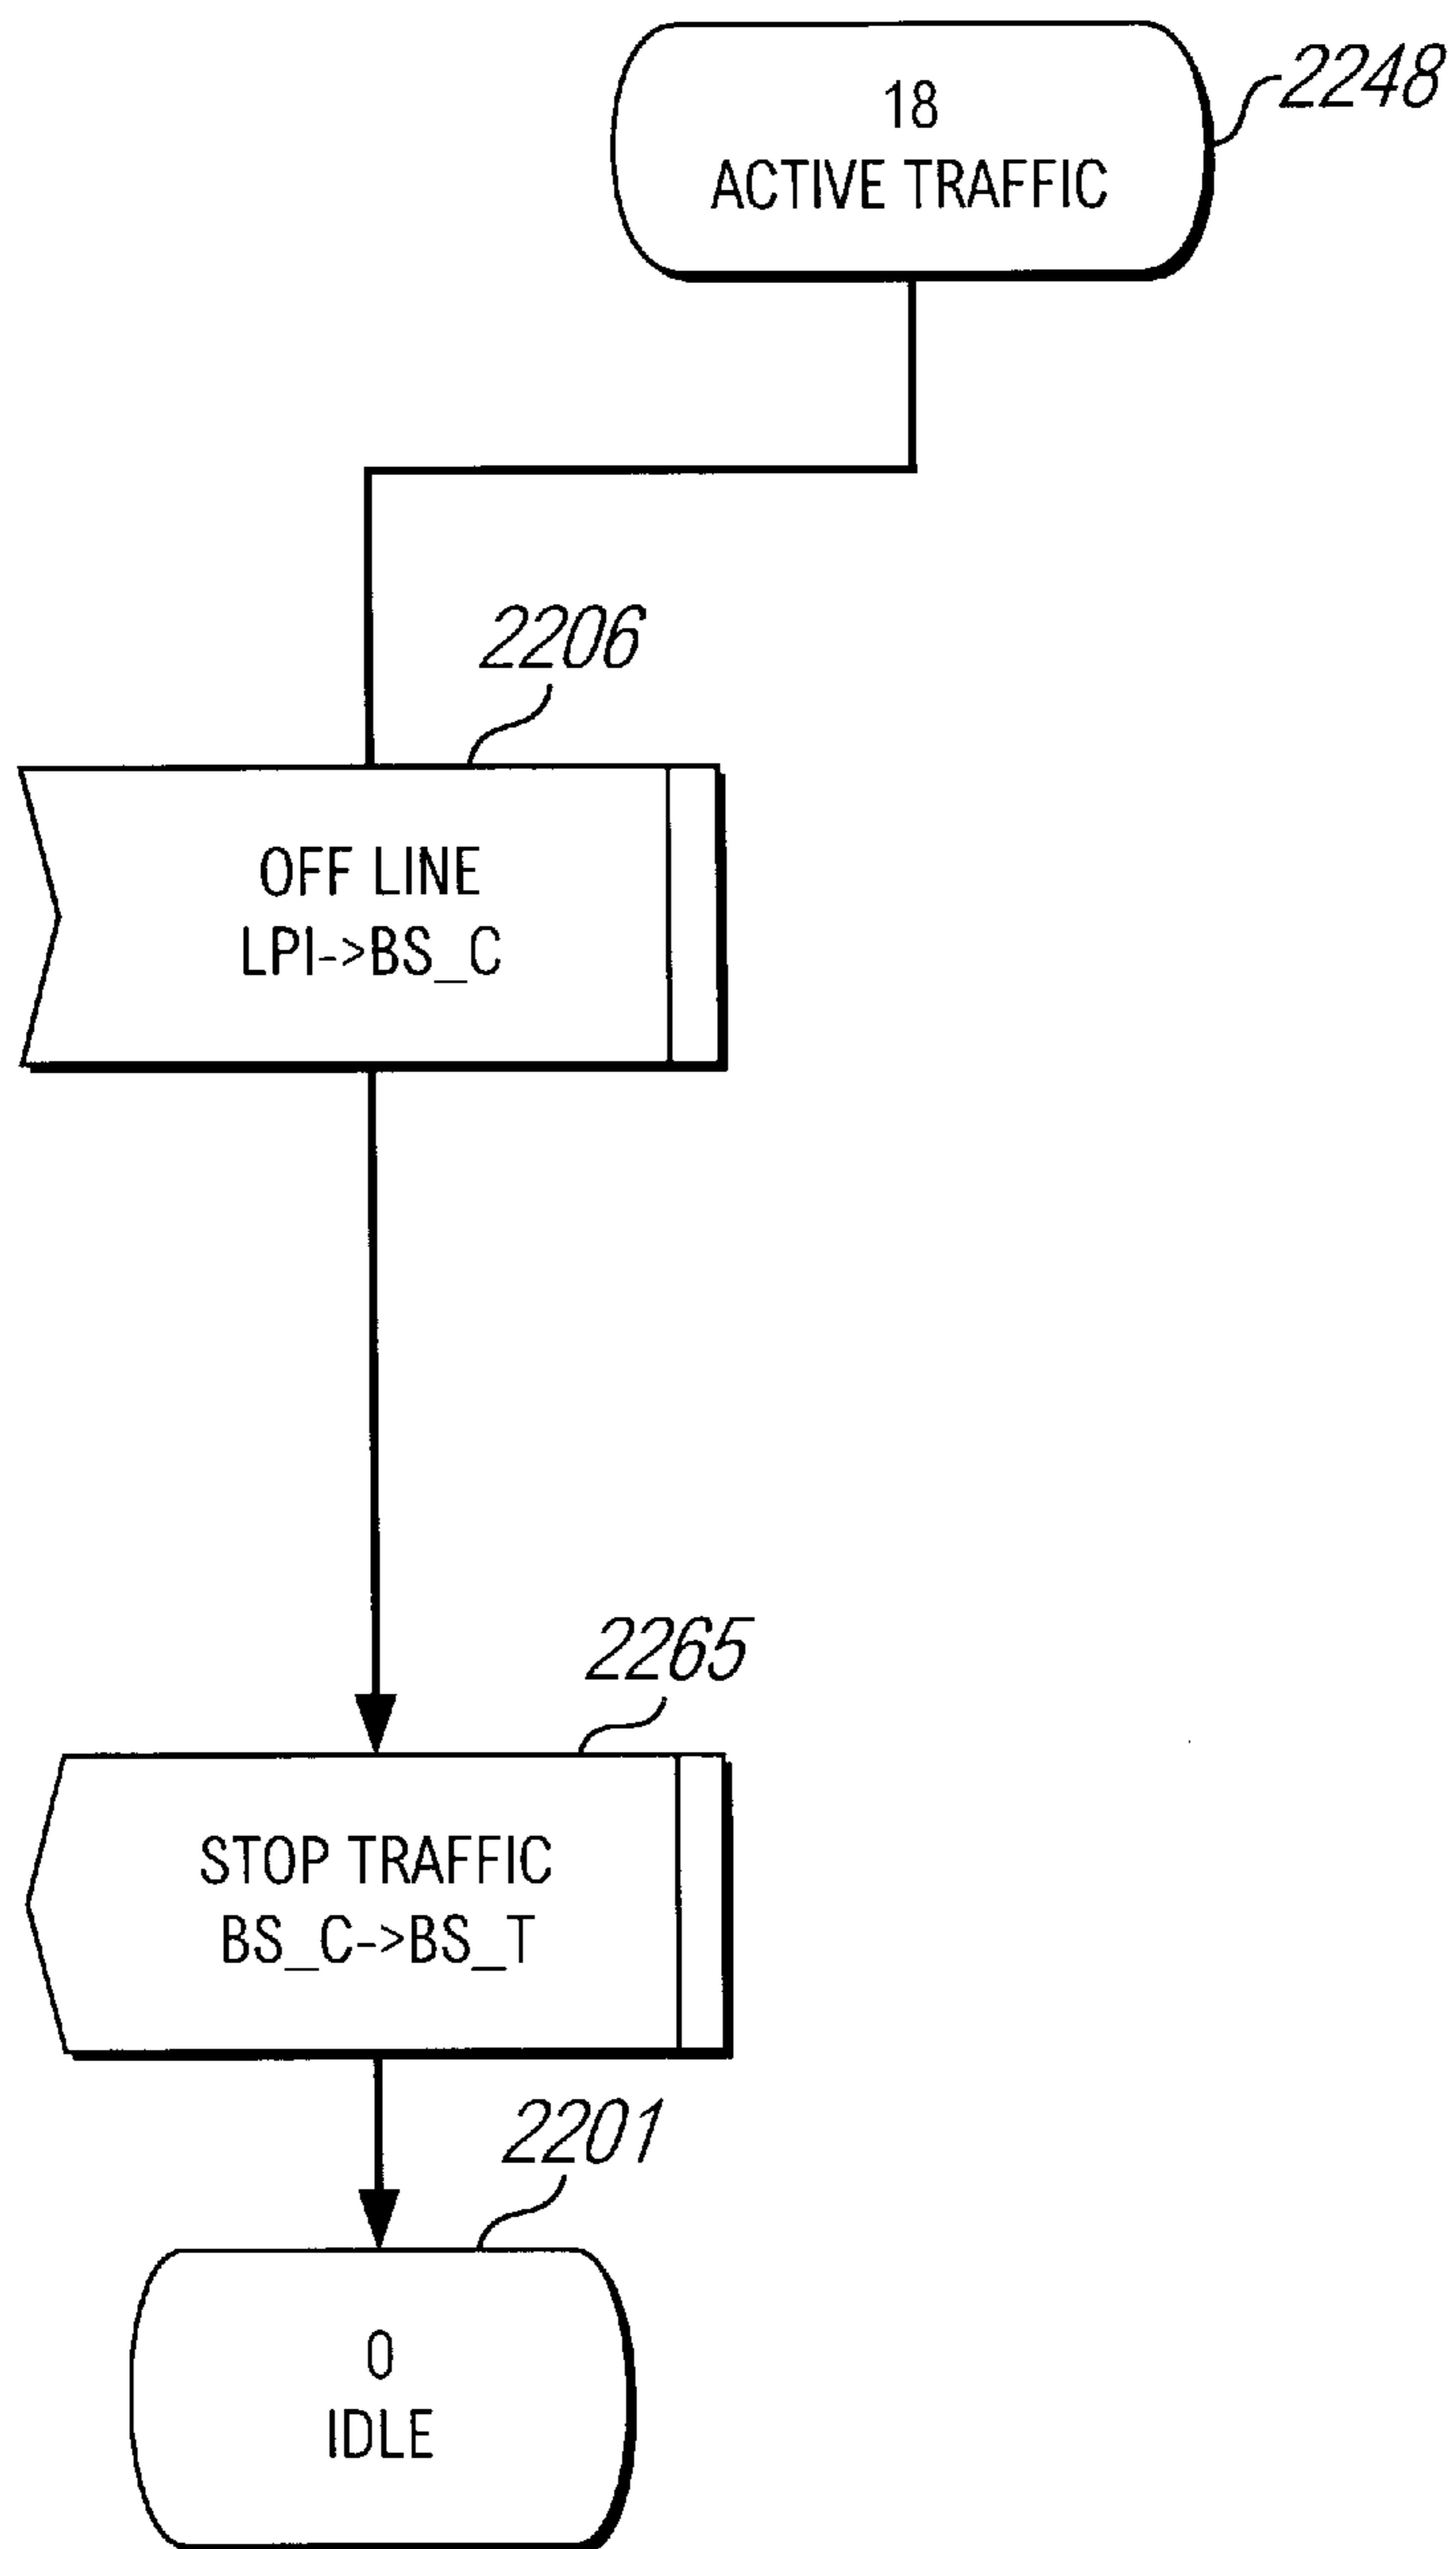 2248
18
ACTIVE TRAFFIC
2206
OFF LINE
LPI->BS_C
2265
STOP TRAFFIC
BS_C->BS_T
2201
0
IDLE